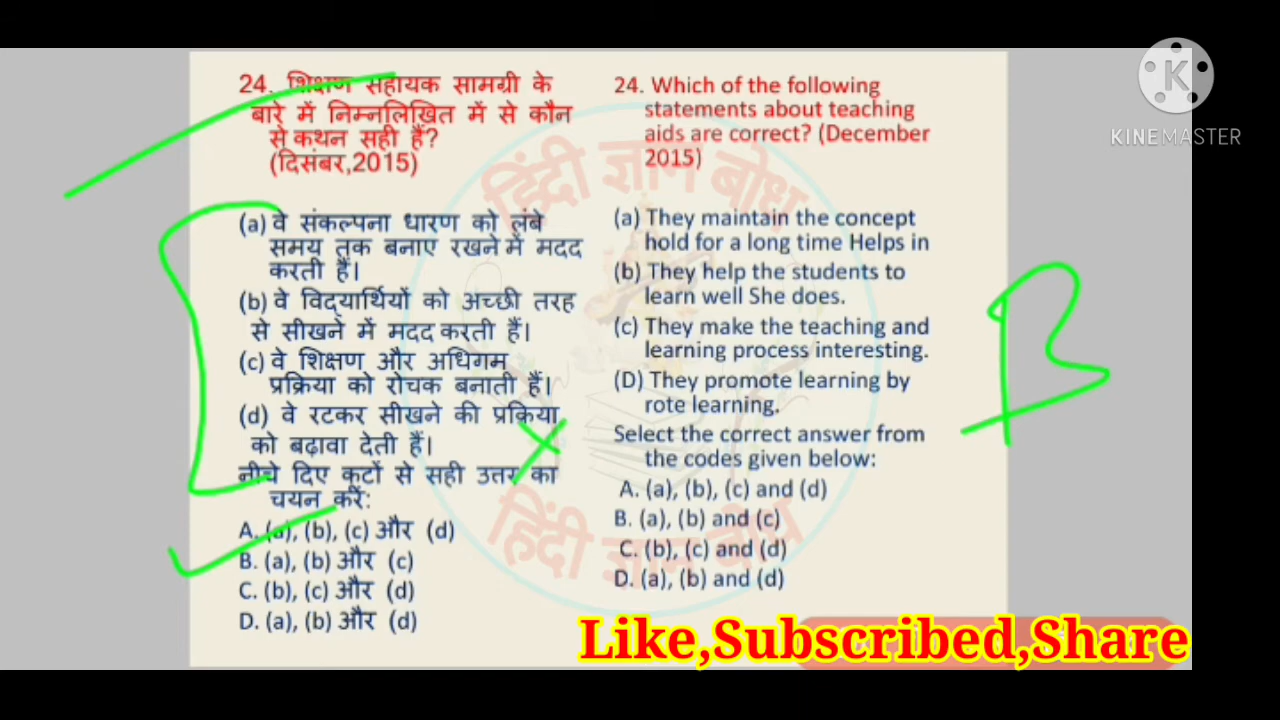 24. शिक्षण सहायक सामग्री के
बारे में निम्नलिखित में से कौन
से कथन सही हैं?
(दिसंबर,2015)
(a) वे संकल्पना धारण को लंबे
समय तक बनाए रखने में मदद
करती हैं।
(b) वे विद्यार्थियों को अच्छी तरह
से सीखने में मदद करती हैं।
(c) वे शिक्षण और अधिगम
प्रक्रिया को रोचक बनाती हैं।
(d) वे रटकर सीखने की प्रक्रिया
को बढ़ावा देती हैं।
नीचे दिए कूटों से सही उत्तर का
चयन करें:
A. (a), (b), (c) और (d)
B. (a), (b) और (c)
C. (b), (c) और (d)
D. (a), (b) और (d)
24. Which of the following
statements about teaching
aids are correct? (December
2015)
(a) They maintain the concept
hold for a long time Helps in
(b) They help the students to
learn well She does.
(c) They make the teaching and
learning process interesting.
(D) They promote learning by
rote learning.
Select the correct answer from
the codes given below:
A. (a), (b), (c) and (d)
B. (a), (b) and (c)
C. (b), (c) and (d)
D. (a), (b) and (d)
हिंदी ज्ञान बोध
हिंदी ज्ञान बोध
B
K
KINEMASTER
Like,Subscribed,Share